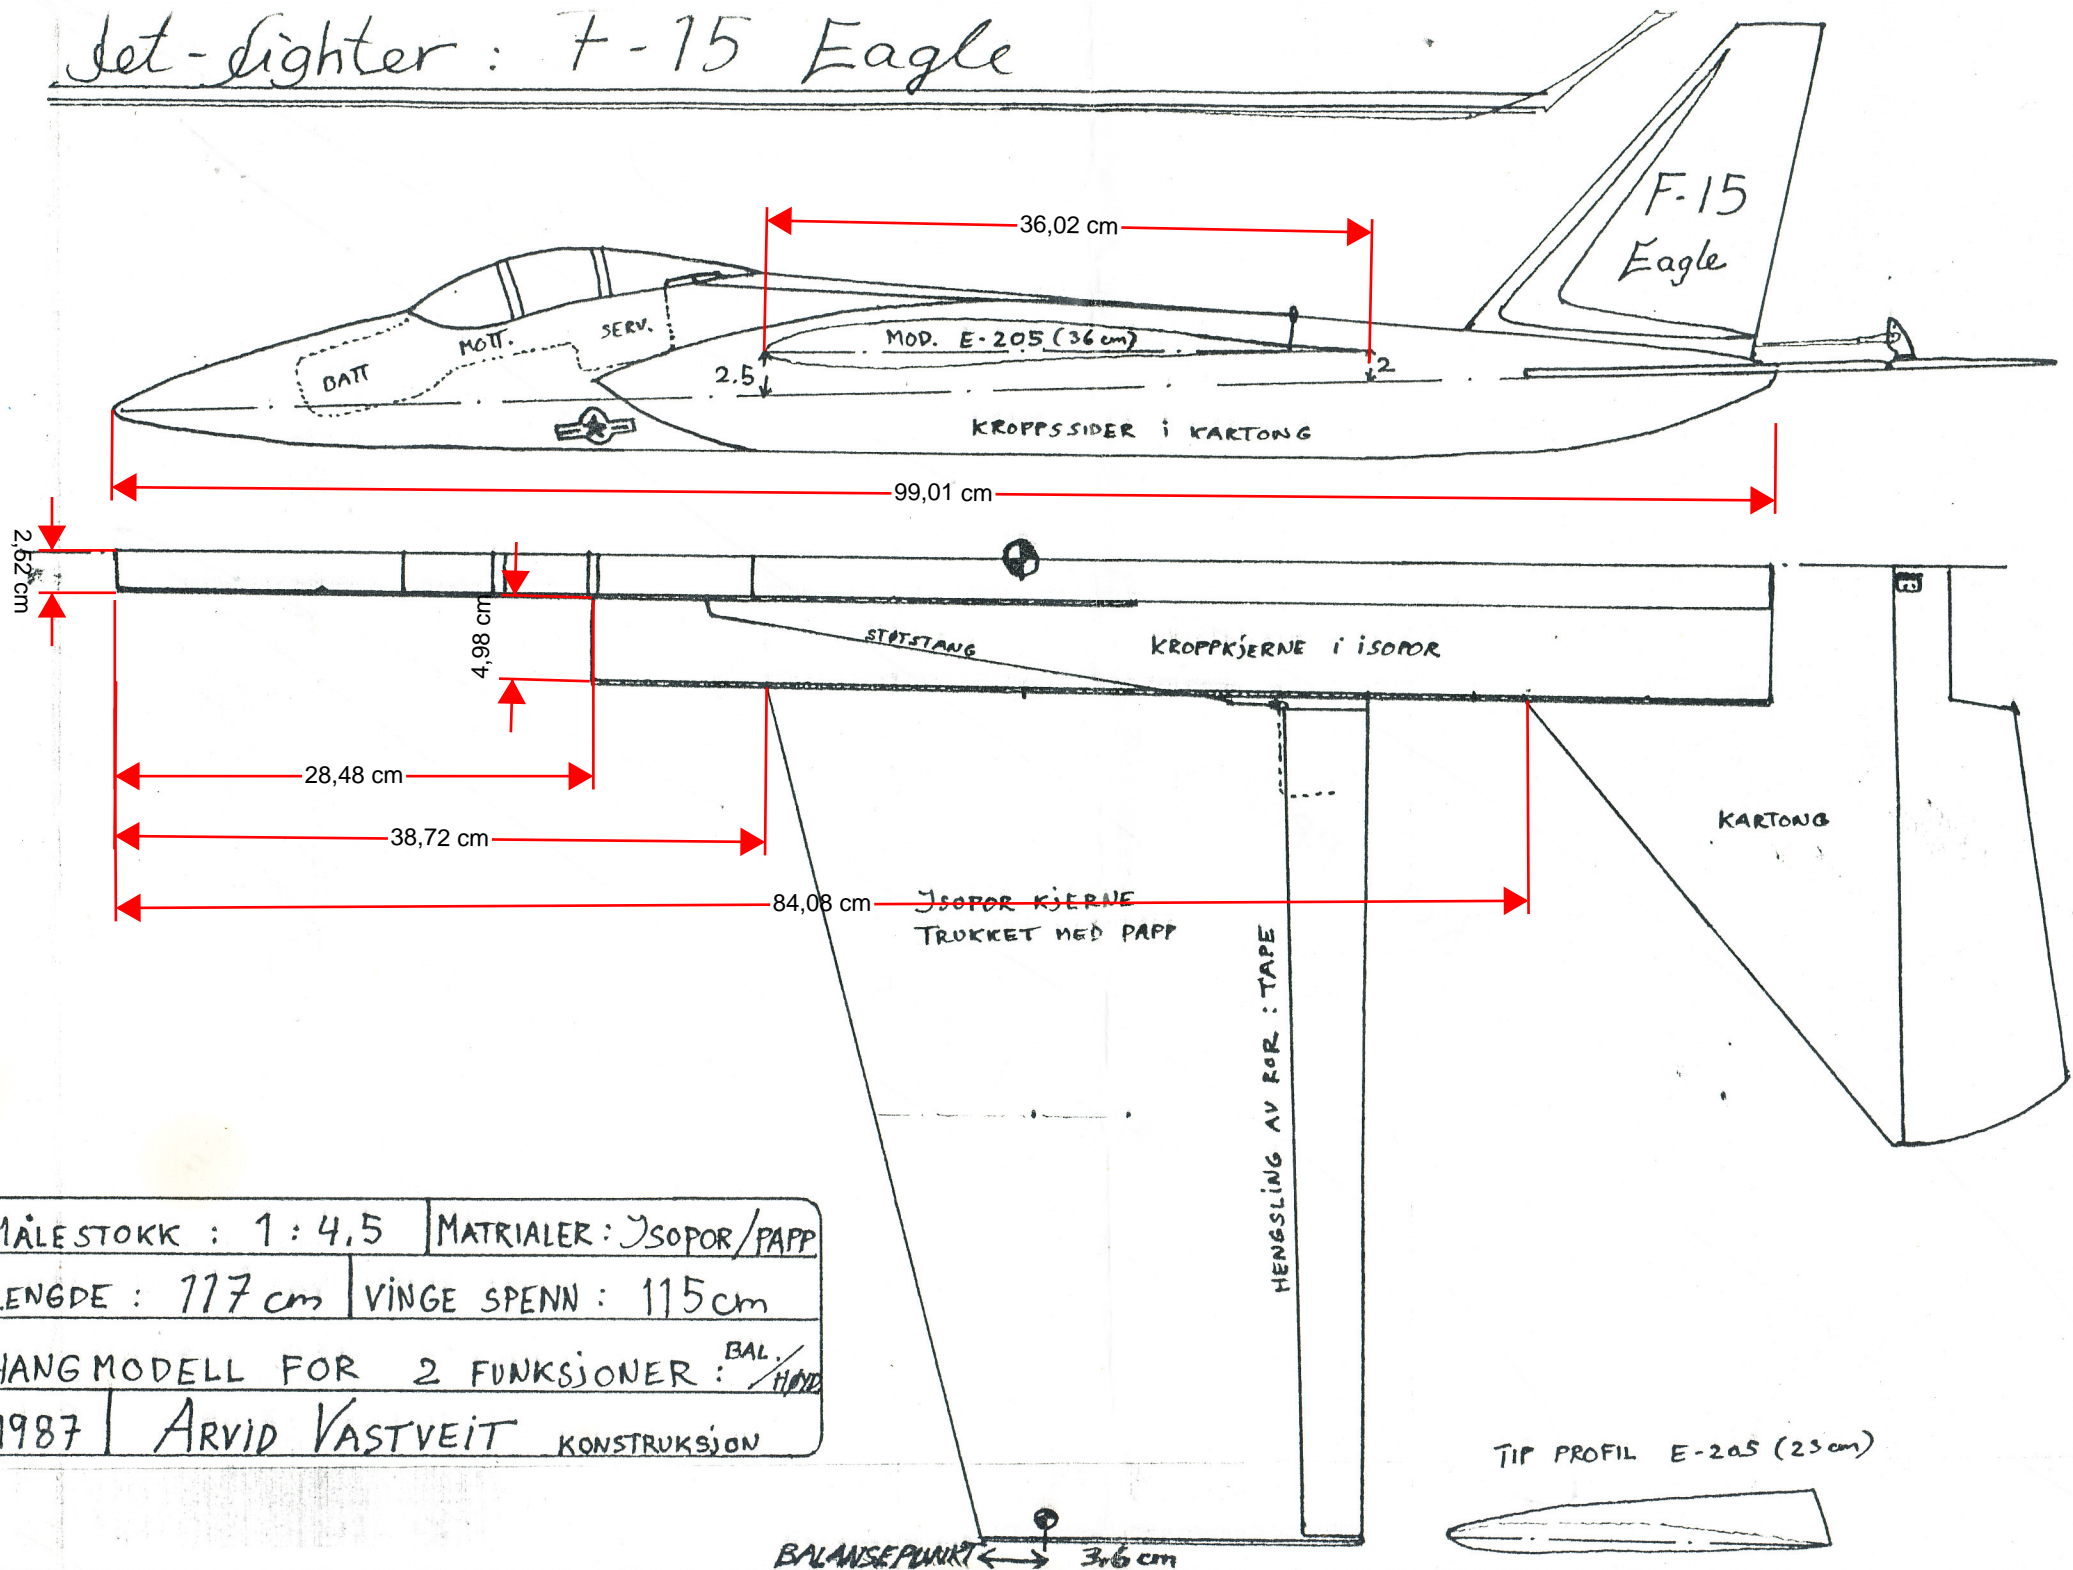 Jet-fighter : F-15 Eagle
F-15
Eagle
36,02 cm
SERV.
MOTT.
BATT
MOD. E-205 (36 cm)
2.5
2
KROPPSSIDER i KARTONG
99,01 cm
2,52 cm
4,98 cm
STØTSTANG
KROPPKJERNE i iSOPOR
28,48 cm
38,72 cm
84,08 cm
KARTONG
ISOPOR KJERNE
TRUKKET MED PAPP
HENGSLING AV ROR : TAPE
MÅLESTOKK : 1 : 4,5
MATRIALER : ISOPOR/PAPP
LENGDE : 117 cm
VINGE SPENN : 115 cm
HANGMODELL FOR 2 FUNKSJONER : BAL./HØYD
1987
ARVID VASTVEIT KONSTRUKSJON
TIP PROFIL E-205 (23 cm)
BALANSEPUNKT 3,6 cm